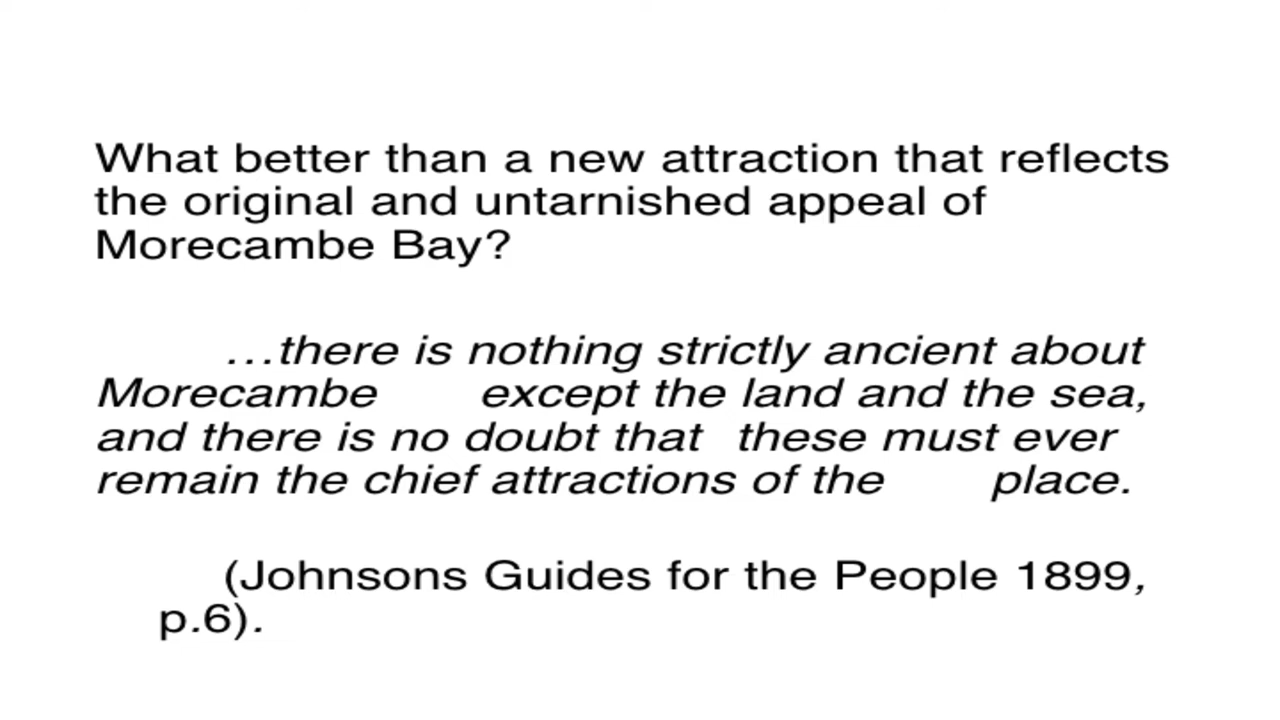 What better than a new attraction that reflects
the original and untarnished appeal of
Morecambe Bay?
…there is nothing strictly ancient about
Morecambe except the land and the sea,
and there is no doubt that these must ever
remain the chief attractions of the place.
(Johnsons Guides for the People 1899,
p.6).